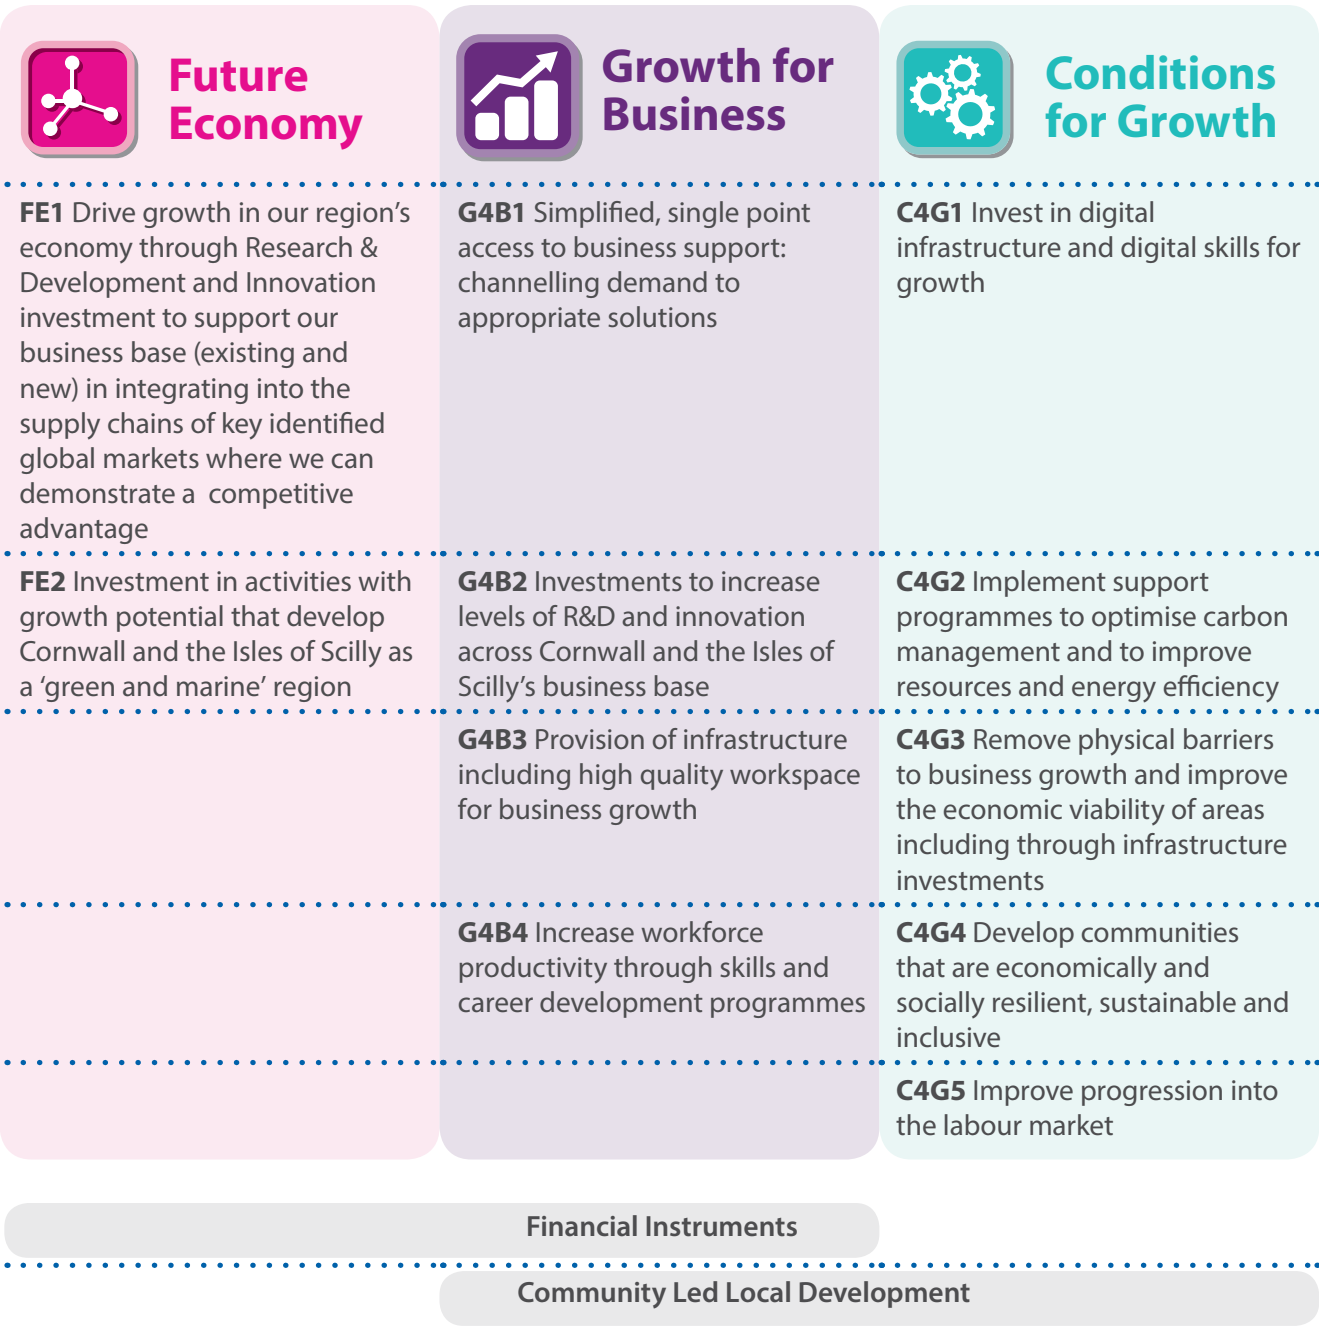 Future
Economy
Growth for
Business
Conditions
for Growth
FE1 Drive growth in our region’s
economy through Research &
Development and Innovation
investment to support our
business base (existing and
new) in integrating into the
supply chains of key identified
global markets where we can
demonstrate a competitive
advantage
G4B1 Simplified, single point
access to business support:
channelling demand to
appropriate solutions
C4G1 Invest in digital
infrastructure and digital skills for
growth
FE2 Investment in activities with
growth potential that develop
Cornwall and the Isles of Scilly as
a ‘green and marine’ region
G4B2 Investments to increase
levels of R&D and innovation
across Cornwall and the Isles of
Scilly’s business base
C4G2 Implement support
programmes to optimise carbon
management and to improve
resources and energy efficiency
G4B3 Provision of infrastructure
including high quality workspace
for business growth
C4G3 Remove physical barriers
to business growth and improve
the economic viability of areas
including through infrastructure
investments
G4B4 Increase workforce
productivity through skills and
career development programmes
C4G4 Develop communities
that are economically and
socially resilient, sustainable and
inclusive
C4G5 Improve progression into
the labour market
Financial Instruments
Community Led Local Development